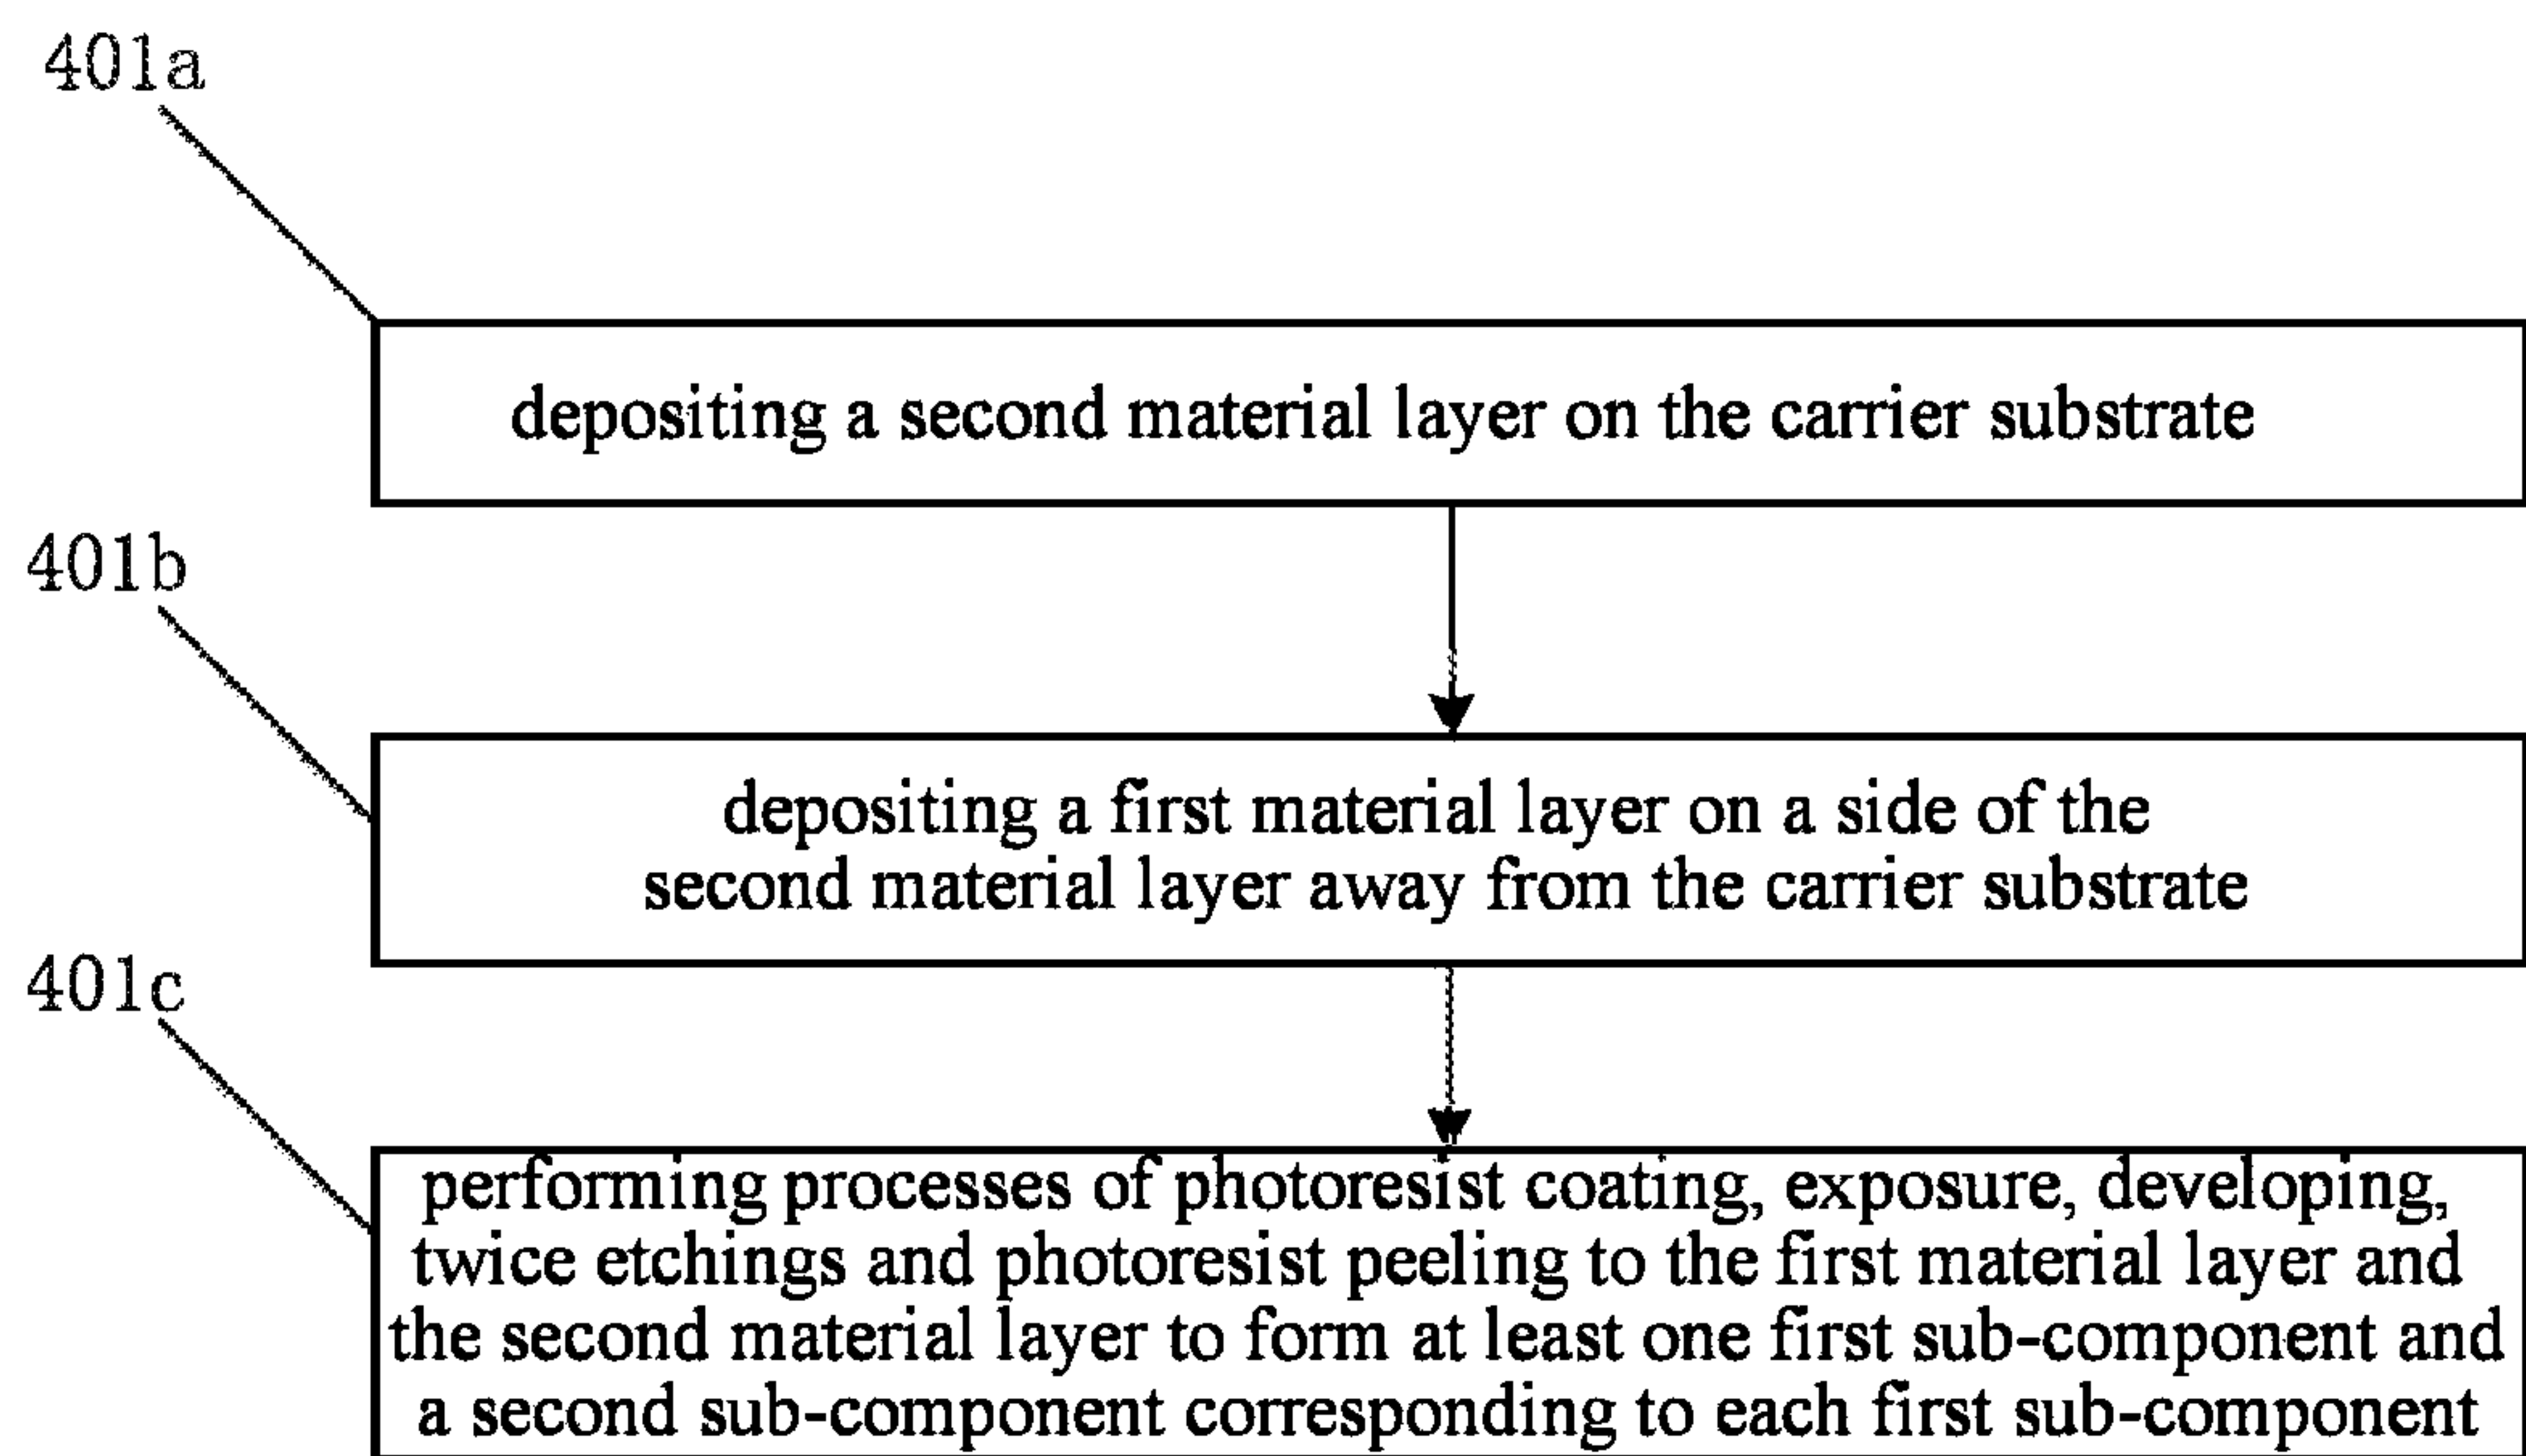 401a
depositing a second material layer on the carrier substrate
401b
depositing a first material layer on a side of the
second material layer away from the carrier substrate
401c
performing processes of photoresist coating, exposure, developing,
twice etchings and photoresist peeling to the first material layer and
the second material layer to form at least one first sub-component and
a second sub-component corresponding to each first sub-component